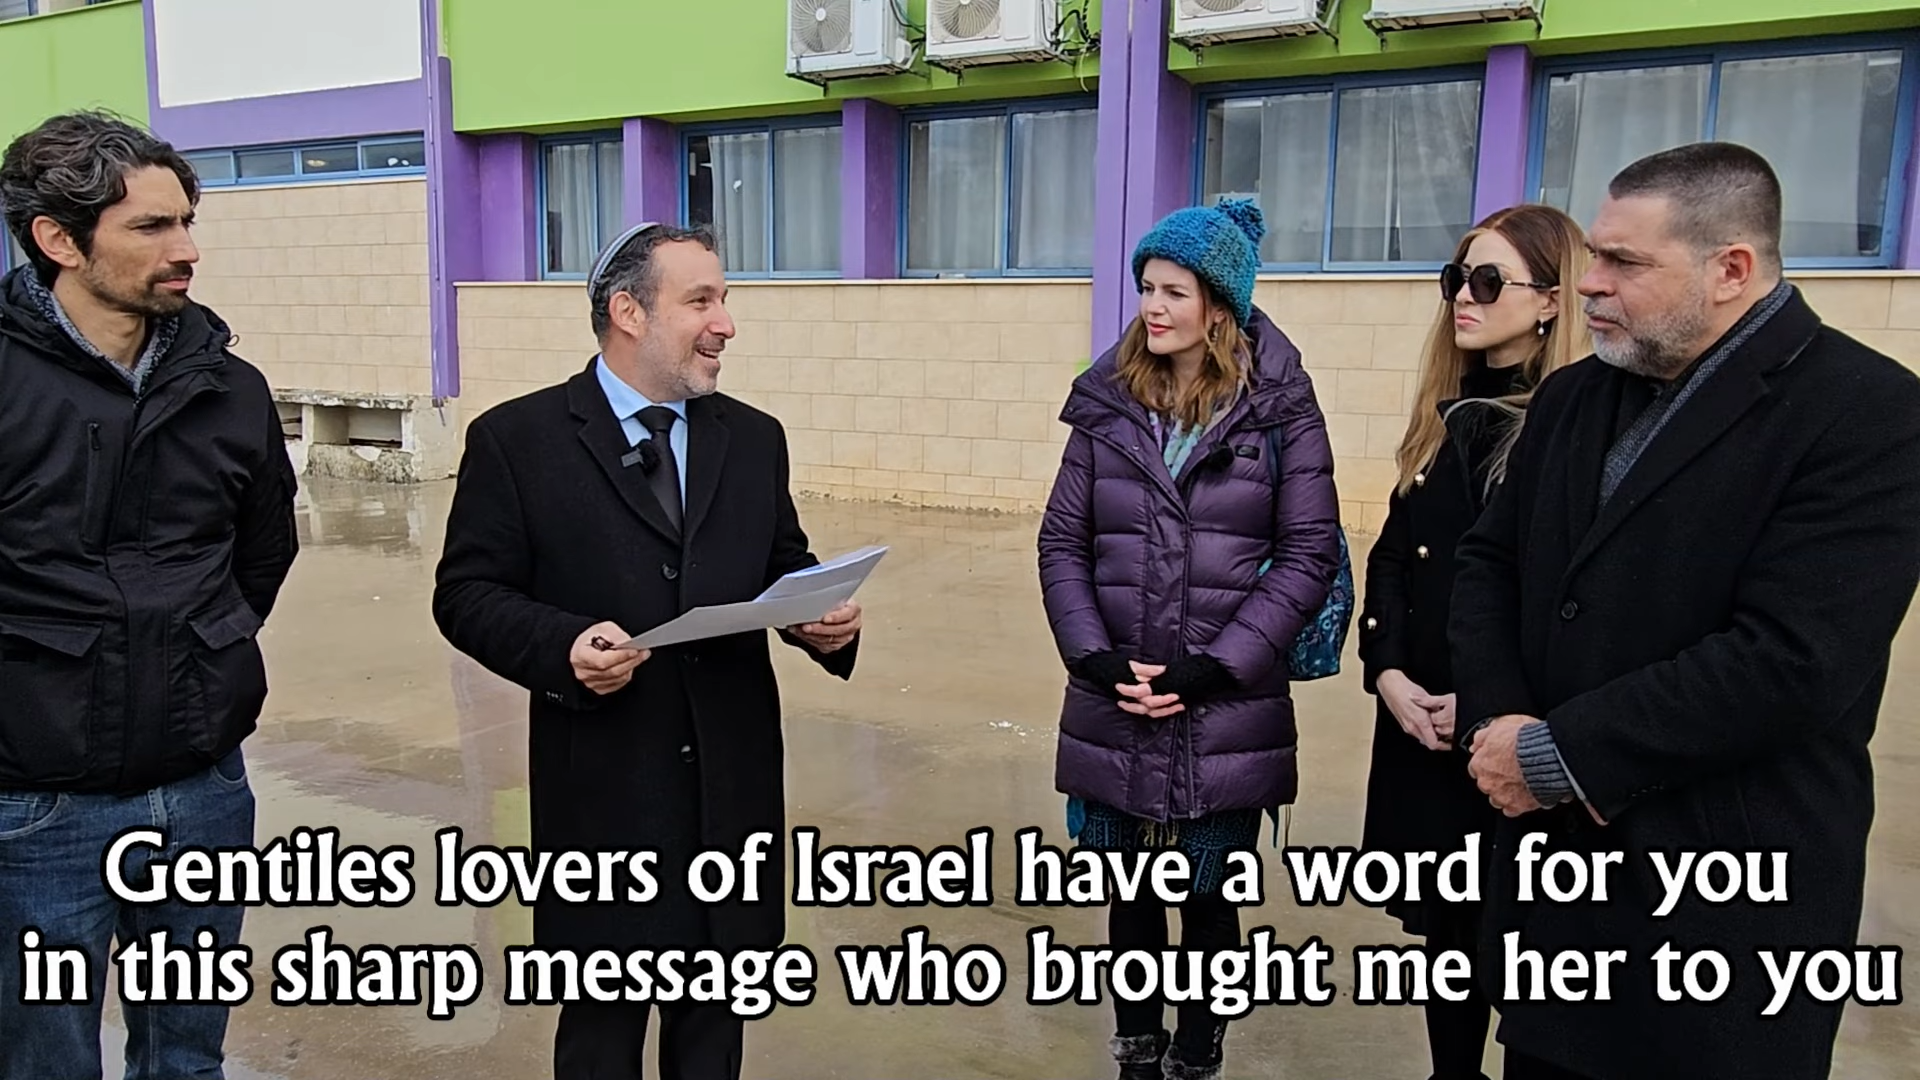 Gentiles lovers of Israel have a word for you
in this sharp message who brought me her to you